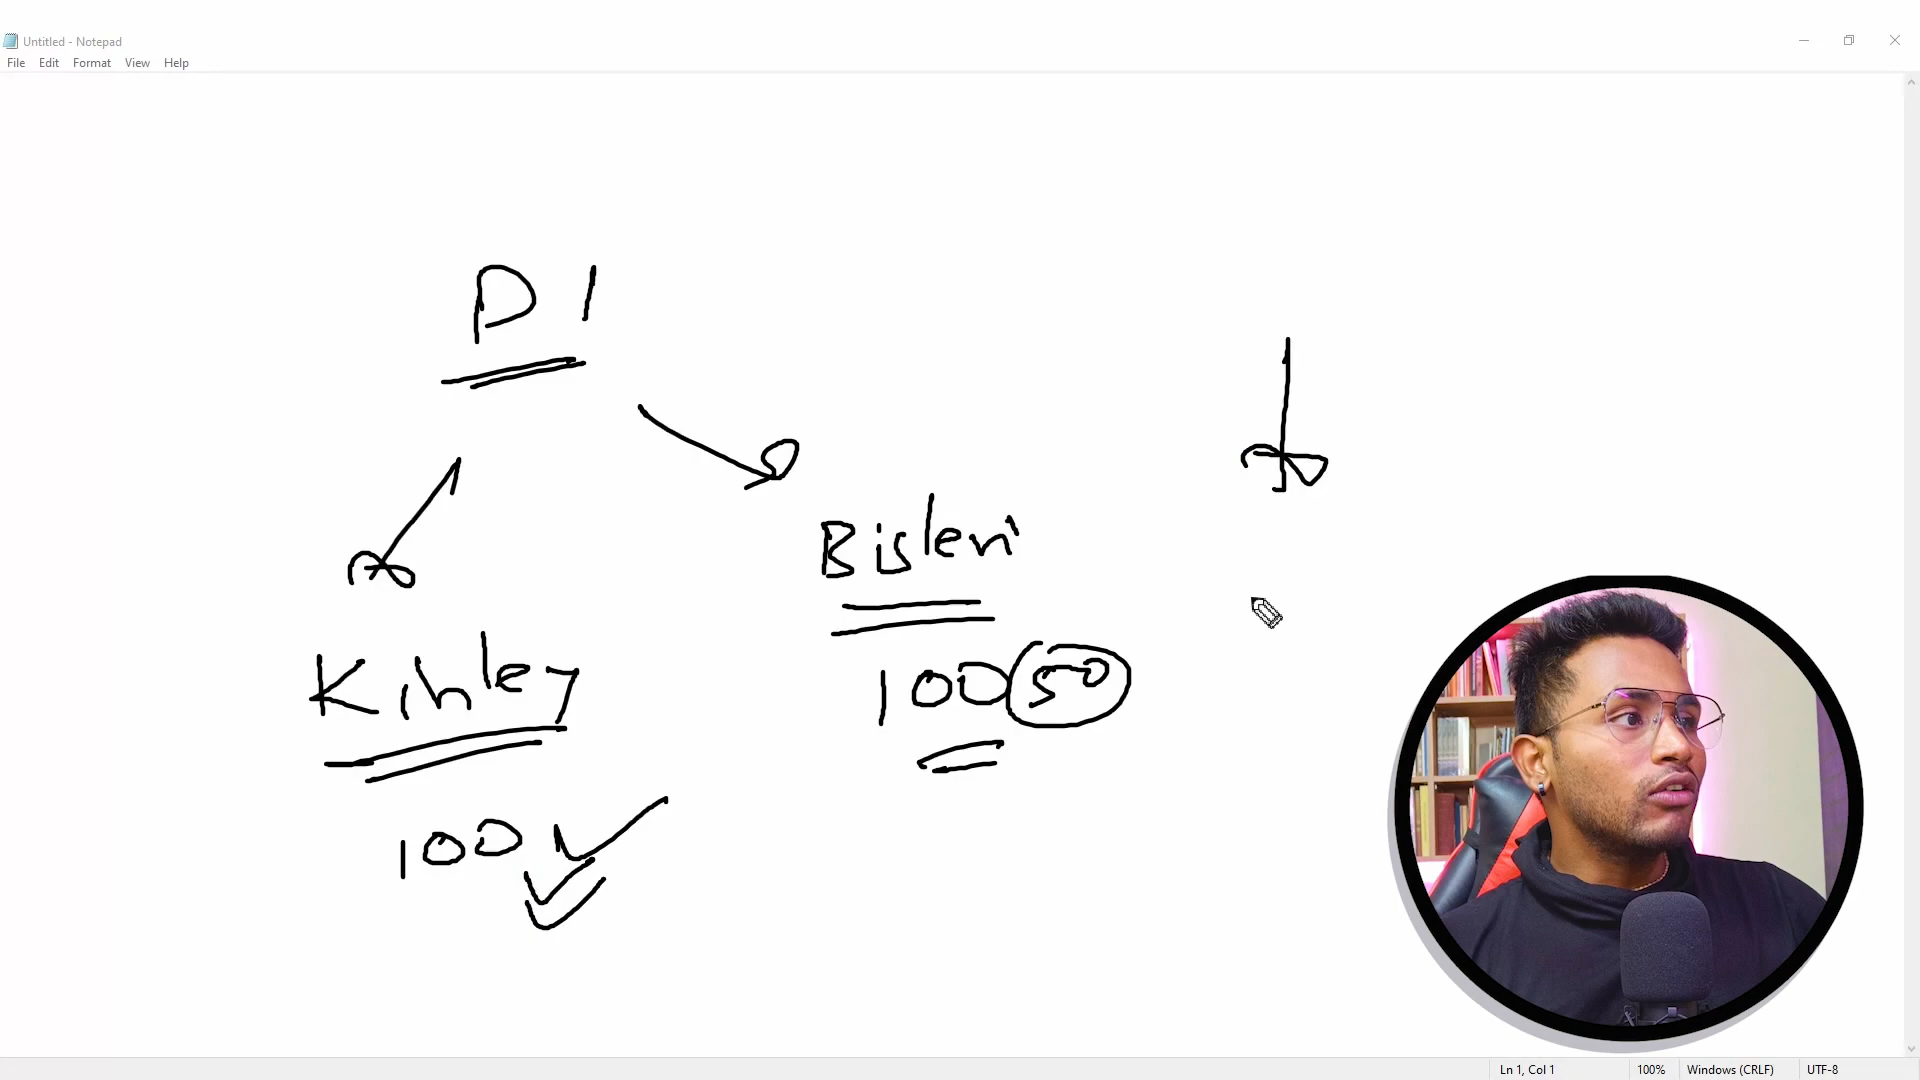 Untitled - Notepad
File Edit Format View Help
D1
Bisleri
Kinley
100 50
100
Ln 1, Col 1 100% Windows (CRLF) UTF-8